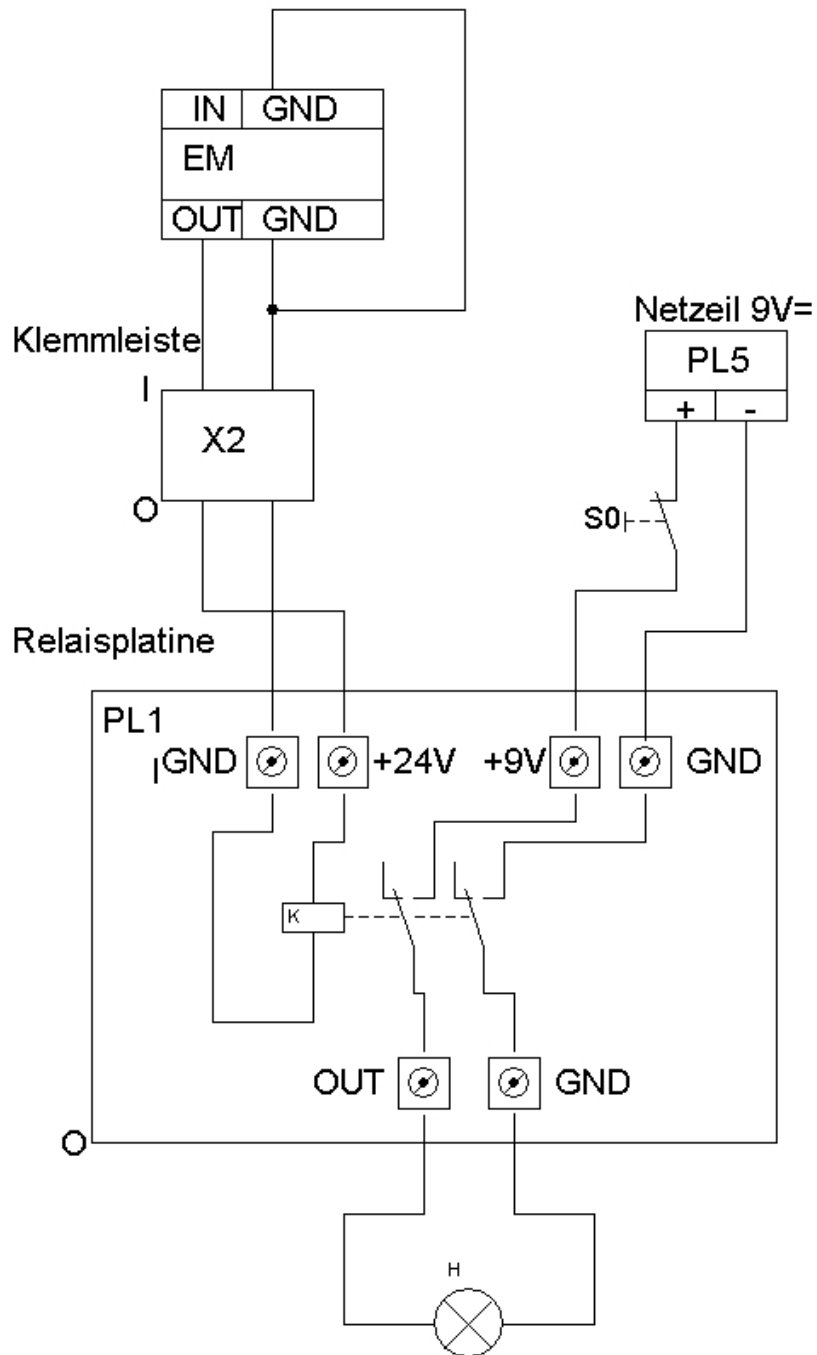 IN GND
EM
OUT GND
Netzeil 9V=
Klemmleiste
PL5
I
+ -
X2
O
S0
Relaisplatine
PL1
I GND +24V +9V GND
K
OUT GND
O
H